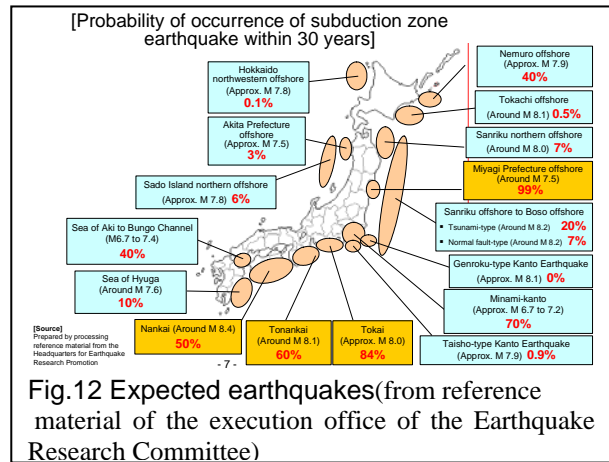 [Probability of occurrence of subduction zone
earthquake within 30 years]
Hokkaido
northwestern offshore
(Approx. M 7.8)
0.1%
Nemuro offshore
(Approx. M 7.9)
40%
Tokachi offshore
(Around M 8.1) 0.5%
Akita Prefecture
offshore
(Approx. M 7.5)
3%
Sanriku northern offshore
(Around M 8.0) 7%
Miyagi Prefecture offshore
(Around M 7.5)
99%
Sado Island northern offshore
(Approx. M 7.8) 6%
Sanriku offshore to Boso offshore
▪ Tsunami-type (Around M 8.2) 20%
▪ Normal fault-type (Around M 8.2) 7%
Sea of Aki to Bungo Channel
(M6.7 to 7.4)
40%
Genroku-type Kanto Earthquake
(Approx. M 8.1) 0%
Sea of Hyuga
(Around M 7.6)
10%
Minami-kanto
(Approx. M 6.7 to 7.2)
70%
[Source]
Prepared by processing
reference material from the
Headquarters for Earthquake
Research Promotion
Nankai (Around M 8.4)
50%
Tonankai
(Around M 8.1)
60%
Tokai
(Approx. M 8.0)
84%
Taisho-type Kanto Earthquake
(Approx. M 7.9) 0.9%
- 7 -
Fig.12 Expected earthquakes(from reference
material of the execution office of the Earthquake
Research Committee)